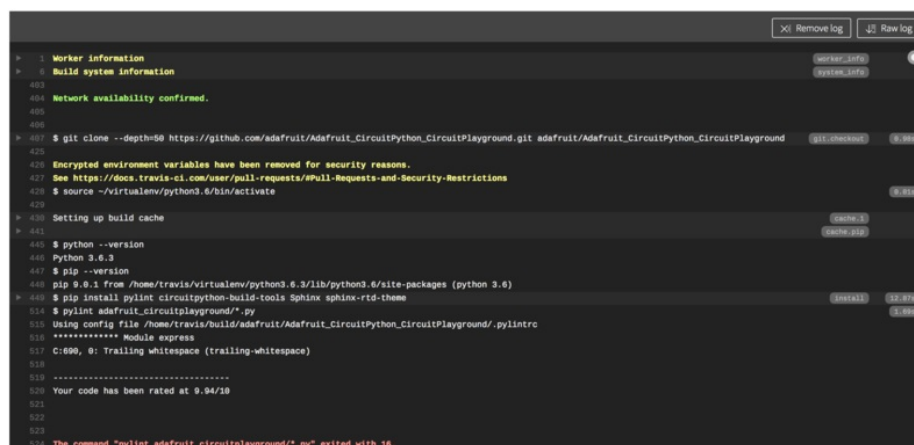 Remove log
Raw log
1 Worker information worker_info
6 Build system information system_info
403
404 Network availability confirmed.
405
406
407 $ git clone --depth=50 https://github.com/adafruit/Adafruit_CircuitPython_CircuitPlayground.git adafruit/Adafruit_CircuitPython_CircuitPlayground git.checkout
425
426 Encrypted environment variables have been removed for security reasons.
427 See https://docs.travis-ci.com/user/pull-requests/#Pull-Requests-and-Security-Restrictions
428 $ source ~/virtualenv/python3.6/bin/activate
429
430 Setting up build cache cache.1
441 cache.pip
445 $ python --version
446 Python 3.6.3
447 $ pip --version
448 pip 9.0.1 from /home/travis/virtualenv/python3.6.3/lib/python3.6/site-packages (python 3.6)
449 $ pip install pylint circuitpython-build-tools Sphinx sphinx-rtd-theme install
514 $ pylint adafruit_circuitplayground/*.py
515 Using config file /home/travis/build/adafruit/Adafruit_CircuitPython_CircuitPlayground/.pylintrc
516 ************* Module express
517 C:690, 0: Trailing whitespace (trailing-whitespace)
518
519 -----------------------------------
520 Your code has been rated at 9.94/10
521
522
523
524 The command "pylint adafruit_circuitplayground/*.py" exited with 16.